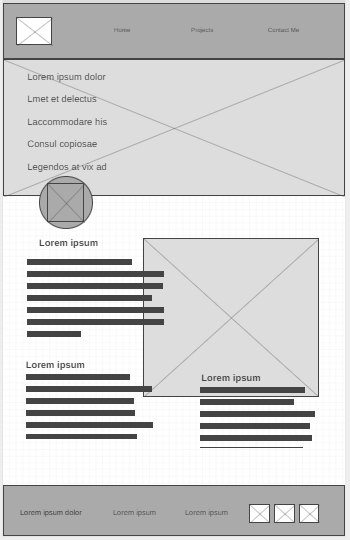 Home Projects Contact Me
Lorem ipsum dolor
Lmet et delectus
Laccommodare his
Consul copiosae
Legendos at vix ad
Lorem ipsum
Lorem ipsum
Lorem ipsum
Lorem ipsum dolor Lorem ipsum Lorem ipsum